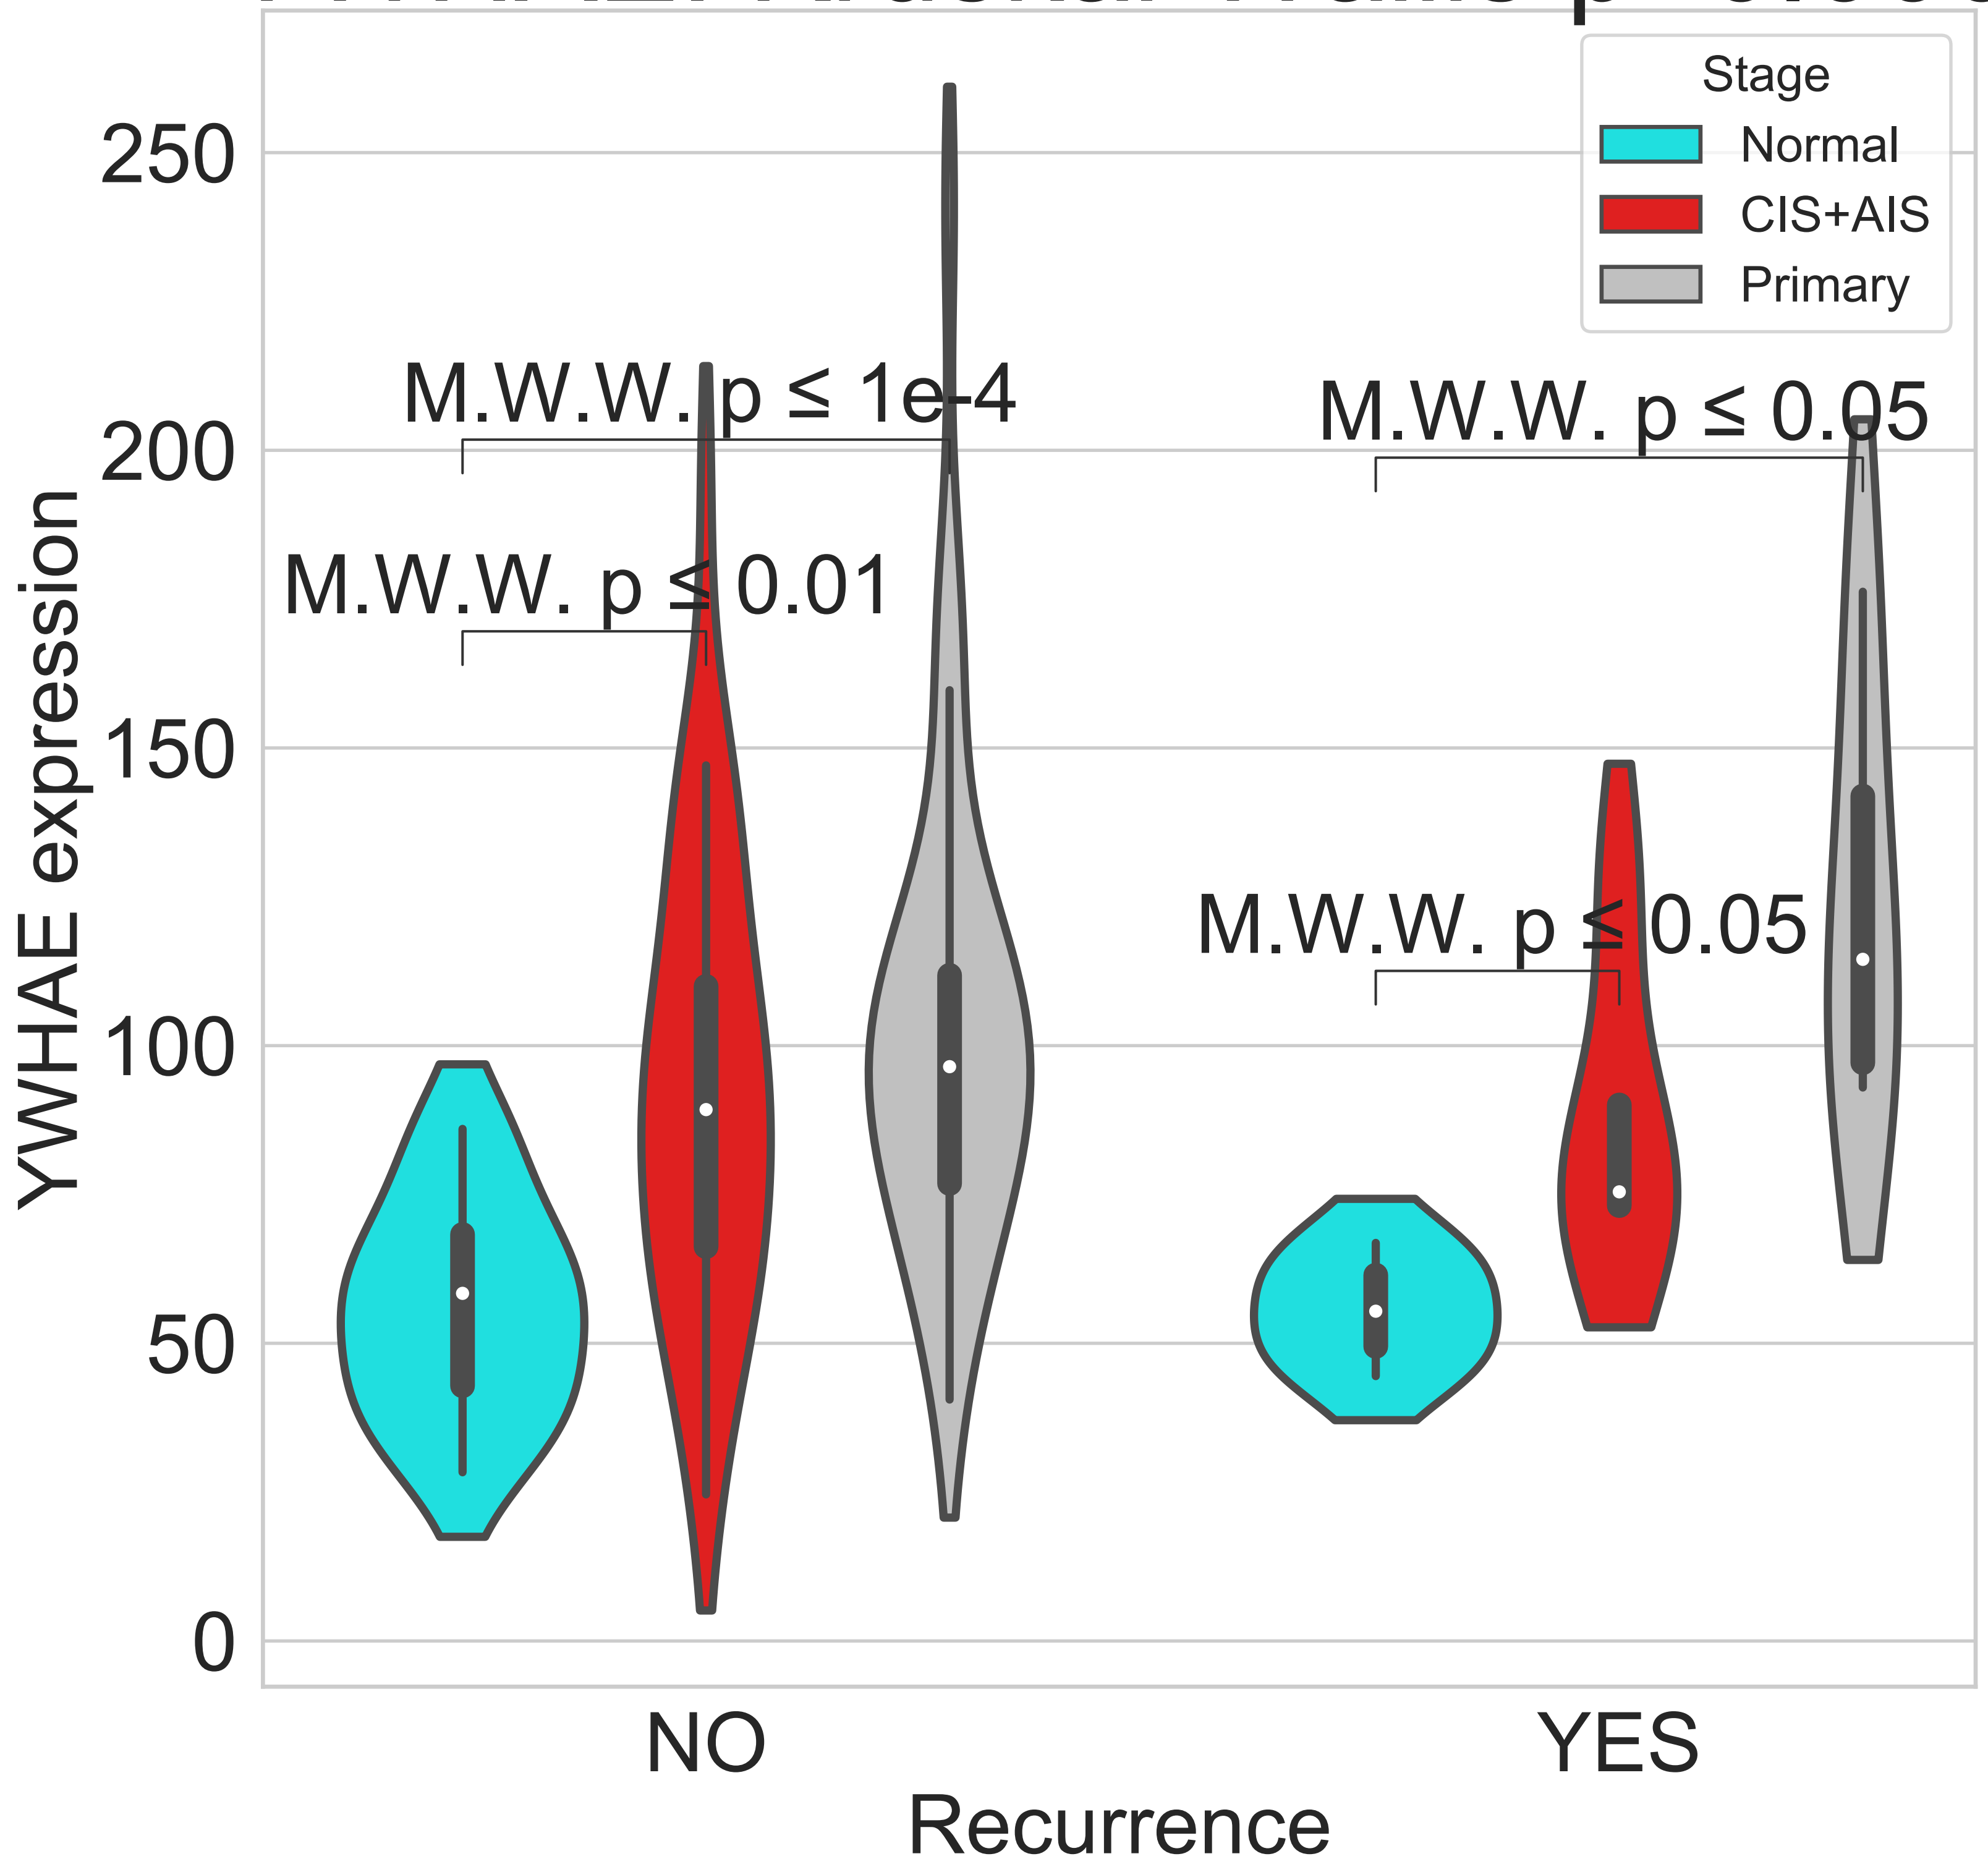 Stage
Normal
CIS+AIS
Primary
250
200
150
100
50
0
YWHAE expression
M.W.W. p ≤ 1e-4
M.W.W. p ≤ 0.01
M.W.W. p ≤ 0.05
M.W.W. p ≤ 0.05
NO
YES
Recurrence